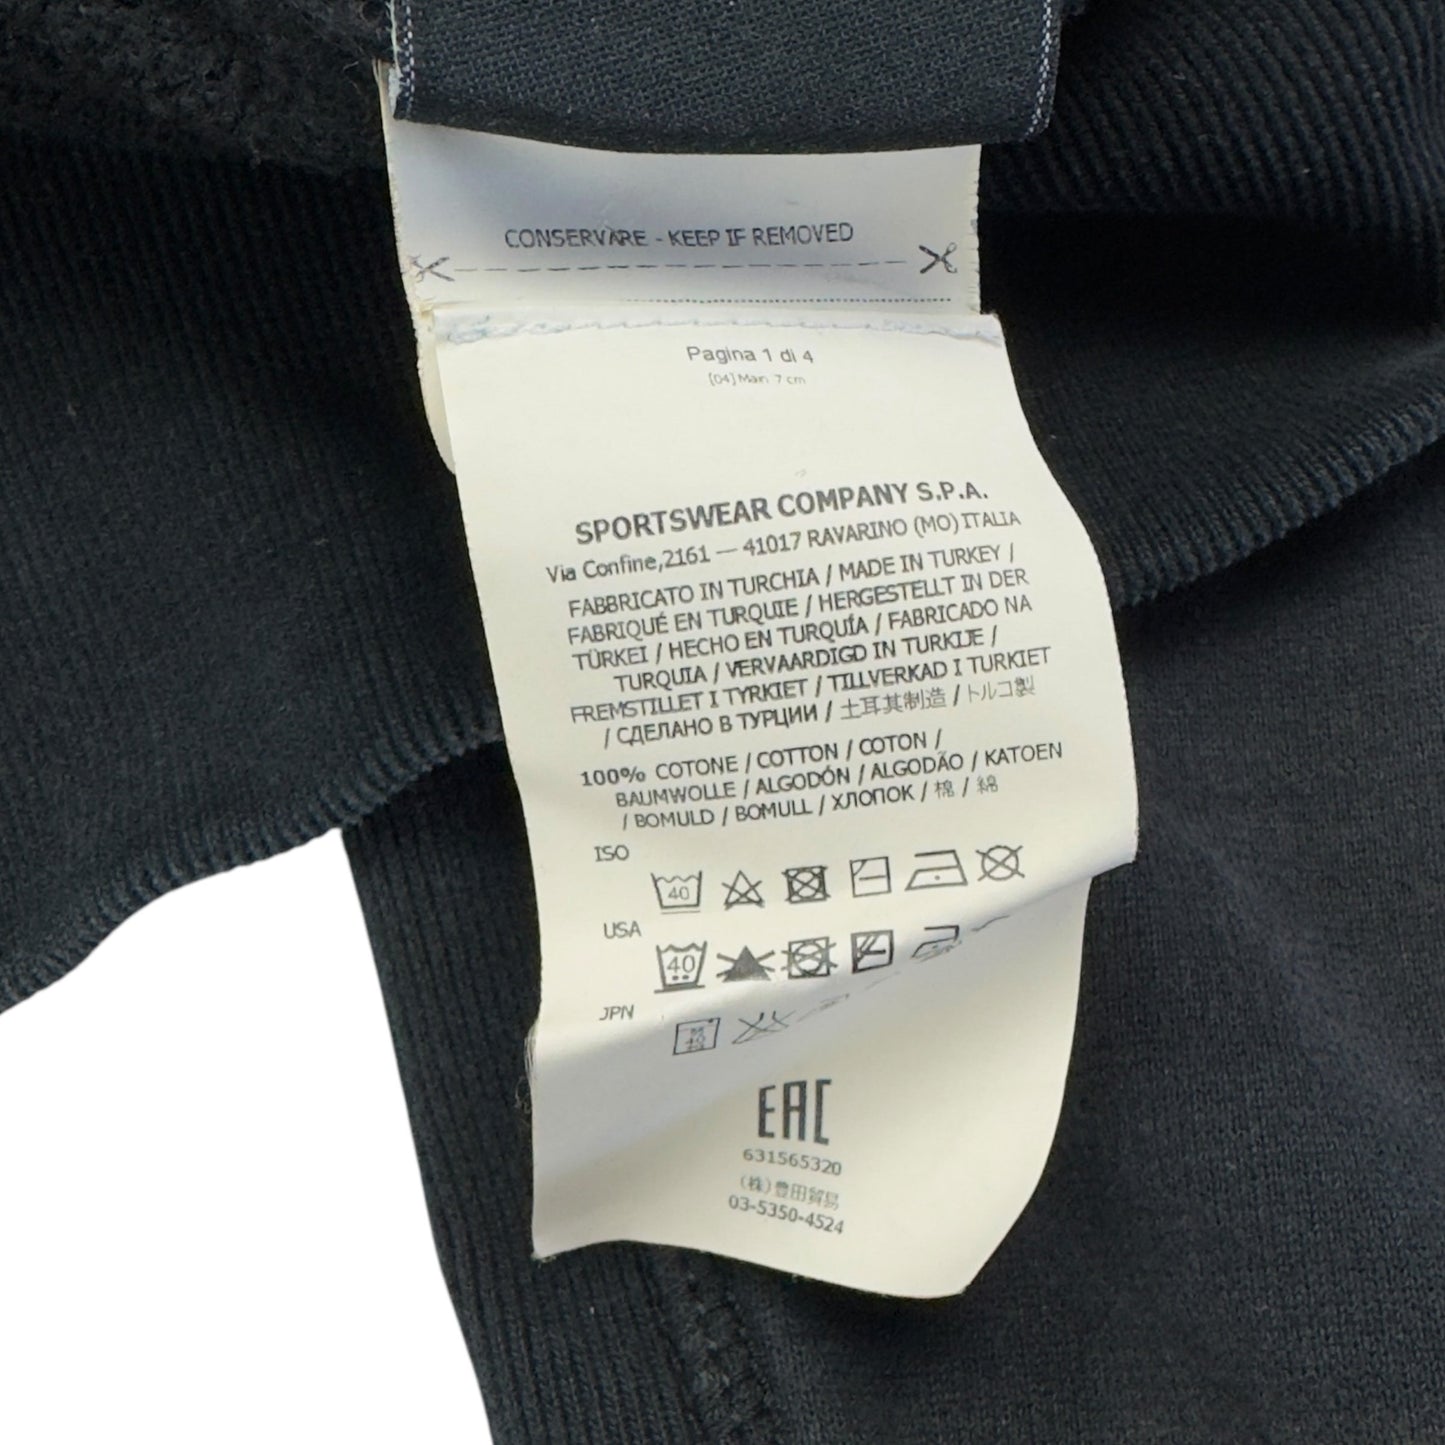 CONSERVARE - KEEP IF REMOVED
Pagina 1 di 4
[04] Main 7 cm
SPORTSWEAR COMPANY S.P.A.
Via Confine,2161 — 41017 RAVARINO (MO) ITALIA
FABBRICATO IN TURCHIA / MADE IN TURKEY /
FABRIQUÉ EN TURQUIE / HERGESTELLT IN DER
TÜRKEI / HECHO EN TURQUÍA / FABRICADO NA
TURQUIA / VERVAARDIGD IN TURKIJE /
FREMSTILLET I TYRKIET / TILLVERKAD I TURKIET
/ СДЕЛАНО В ТУРЦИИ / 土耳其制造 / トルコ製
100% COTONE / COTTON / COTON /
BAUMWOLLE / ALGODÓN / ALGODÃO / KATOEN
/ BOMULD / BOMULL / ХЛОПОК / 棉 / 綿
ISO
40
USA
40
JPN
EAC
631565320
(株)豊田貿易
03-5350-4524